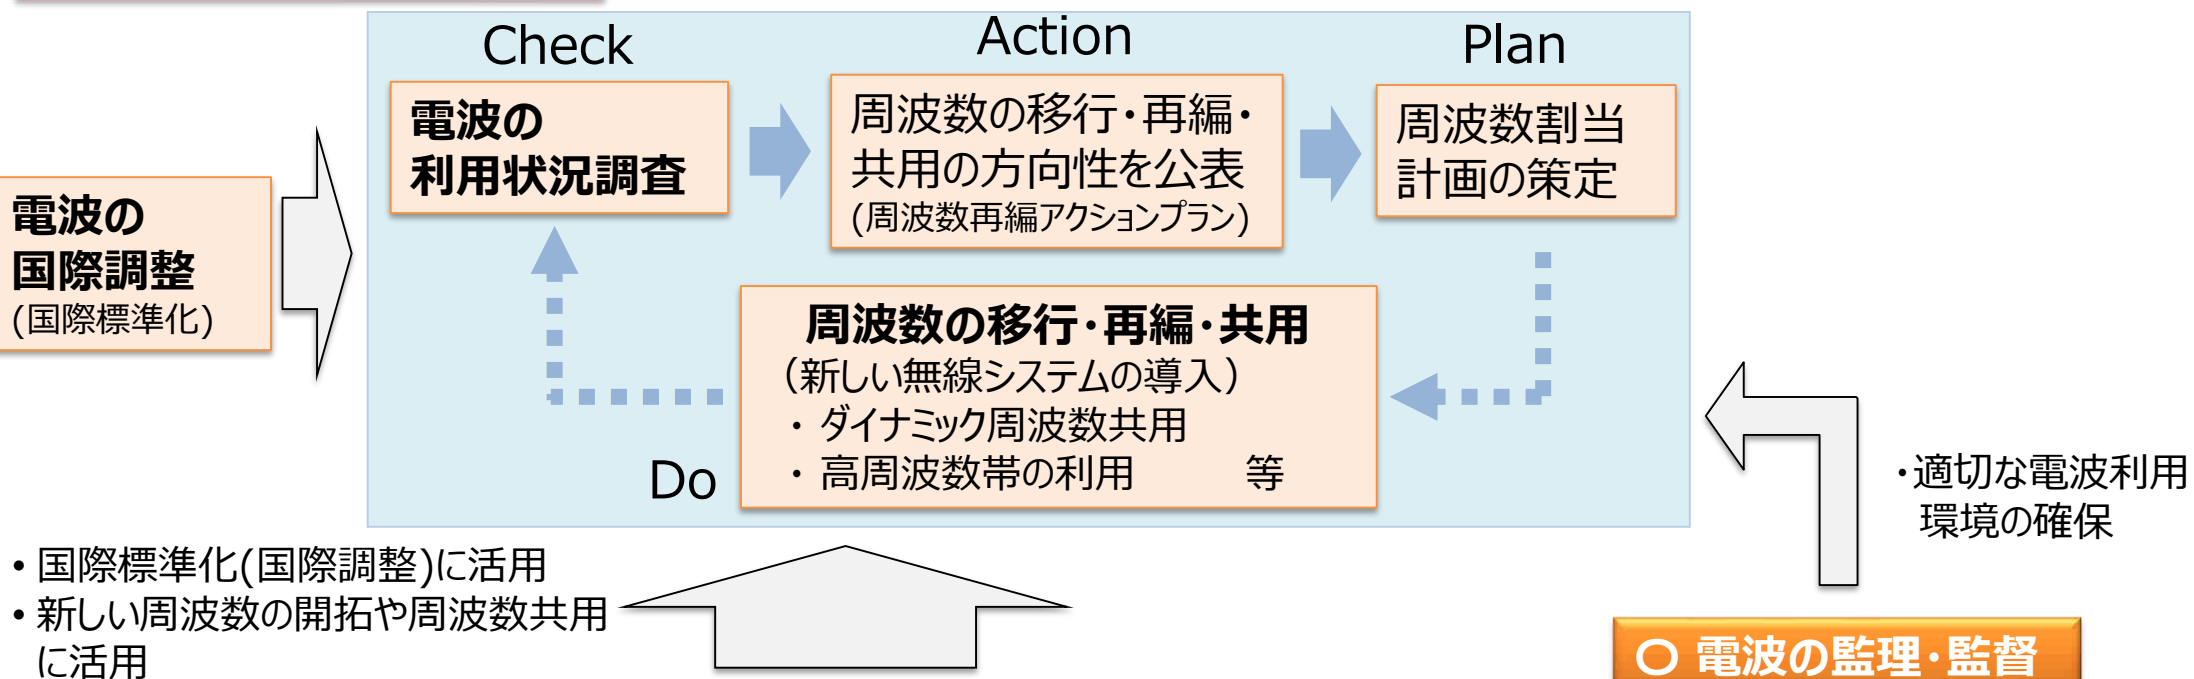 Check
Action
Plan
電波の
利用状況調査
周波数の移行・再編・
共用の方向性を公表
(周波数再編アクションプラン)
周波数割当
計画の策定
電波の
国際調整
(国際標準化)
周波数の移行・再編・共用
（新しい無線システムの導入）
・ ダイナミック周波数共用
・ 高周波数帯の利用　　　等
Do
・適切な電波利用
環境の確保
• 国際標準化(国際調整)に活用
• 新しい周波数の開拓や周波数共用
に活用
○ 電波の監理・監督